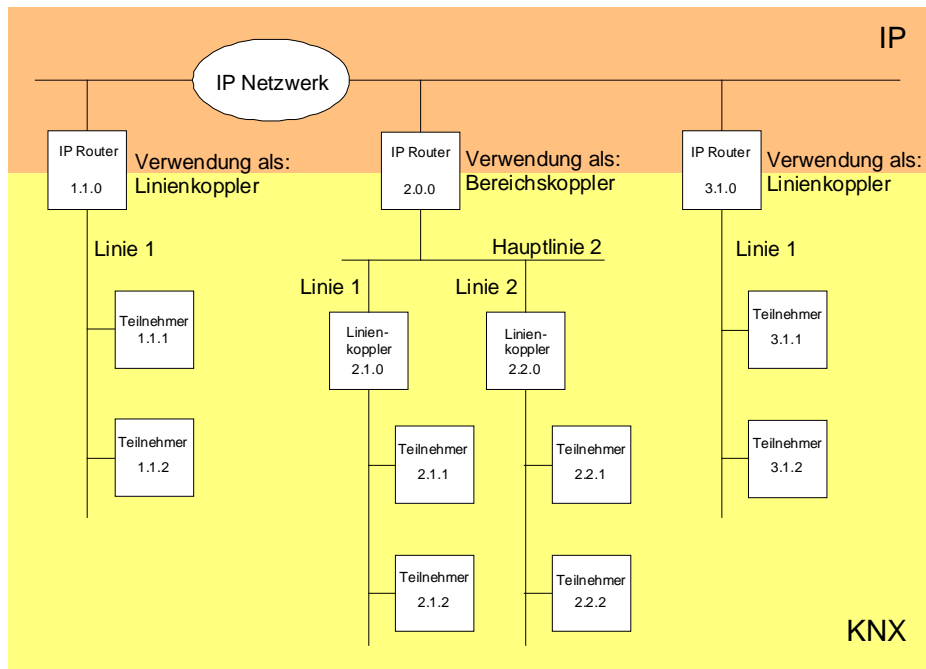 IP
IP Netzwerk
IP Router
1.1.0
Verwendung als:
Linienkoppler
IP Router
2.0.0
Verwendung als:
Bereichskoppler
IP Router
3.1.0
Verwendung als:
Linienkoppler
Linie 1
Hauptlinie 2
Linie 1
Linie 1
Linie 2
Teilnehmer
1.1.1
Linien-
koppler
2.1.0
Linien-
koppler
2.2.0
Teilnehmer
3.1.1
Teilnehmer
1.1.2
Teilnehmer
2.1.1
Teilnehmer
2.2.1
Teilnehmer
3.1.2
Teilnehmer
2.1.2
Teilnehmer
2.2.2
KNX